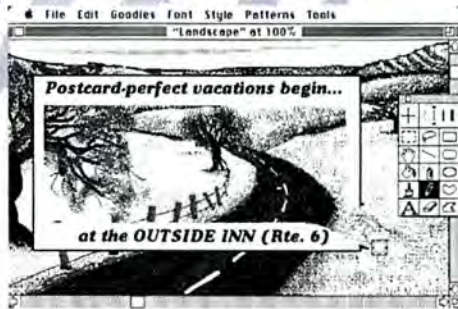 File Edit Goodies Font Style Patterns Tools
"Landscape" at 100%
Postcard-perfect vacations begin...
at the OUTSIDE INN (Rte. 6)
A